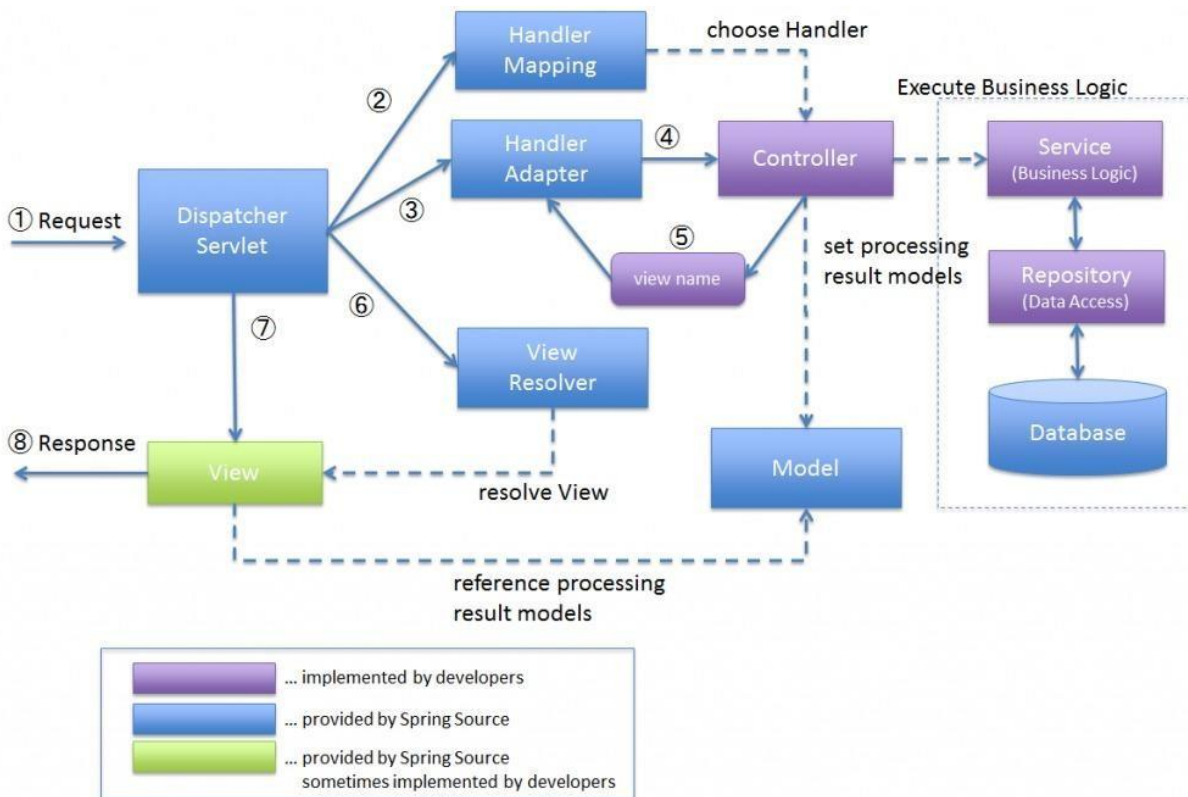 Handler
Mapping
choose Handler
②
Execute Business Logic
Handler
Adapter
④
Controller
Service
(Business Logic)
① Request
Dispatcher
Servlet
③
⑤
view name
set processing
result models
Repository
(Data Access)
⑥
⑦
View
Resolver
Database
⑧ Response
View
resolve View
Model
reference processing
result models
... implemented by developers
... provided by Spring Source
... provided by Spring Source
sometimes implemented by developers